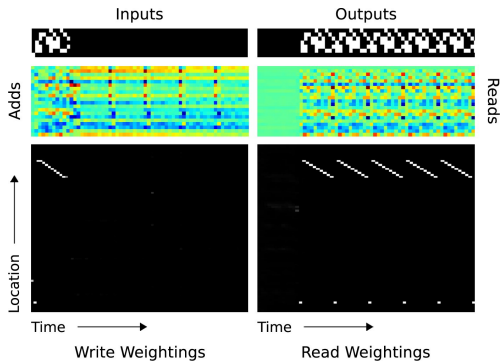 Inputs
Outputs
Adds
Reads
Location
Time
Time
Write Weightings
Read Weightings